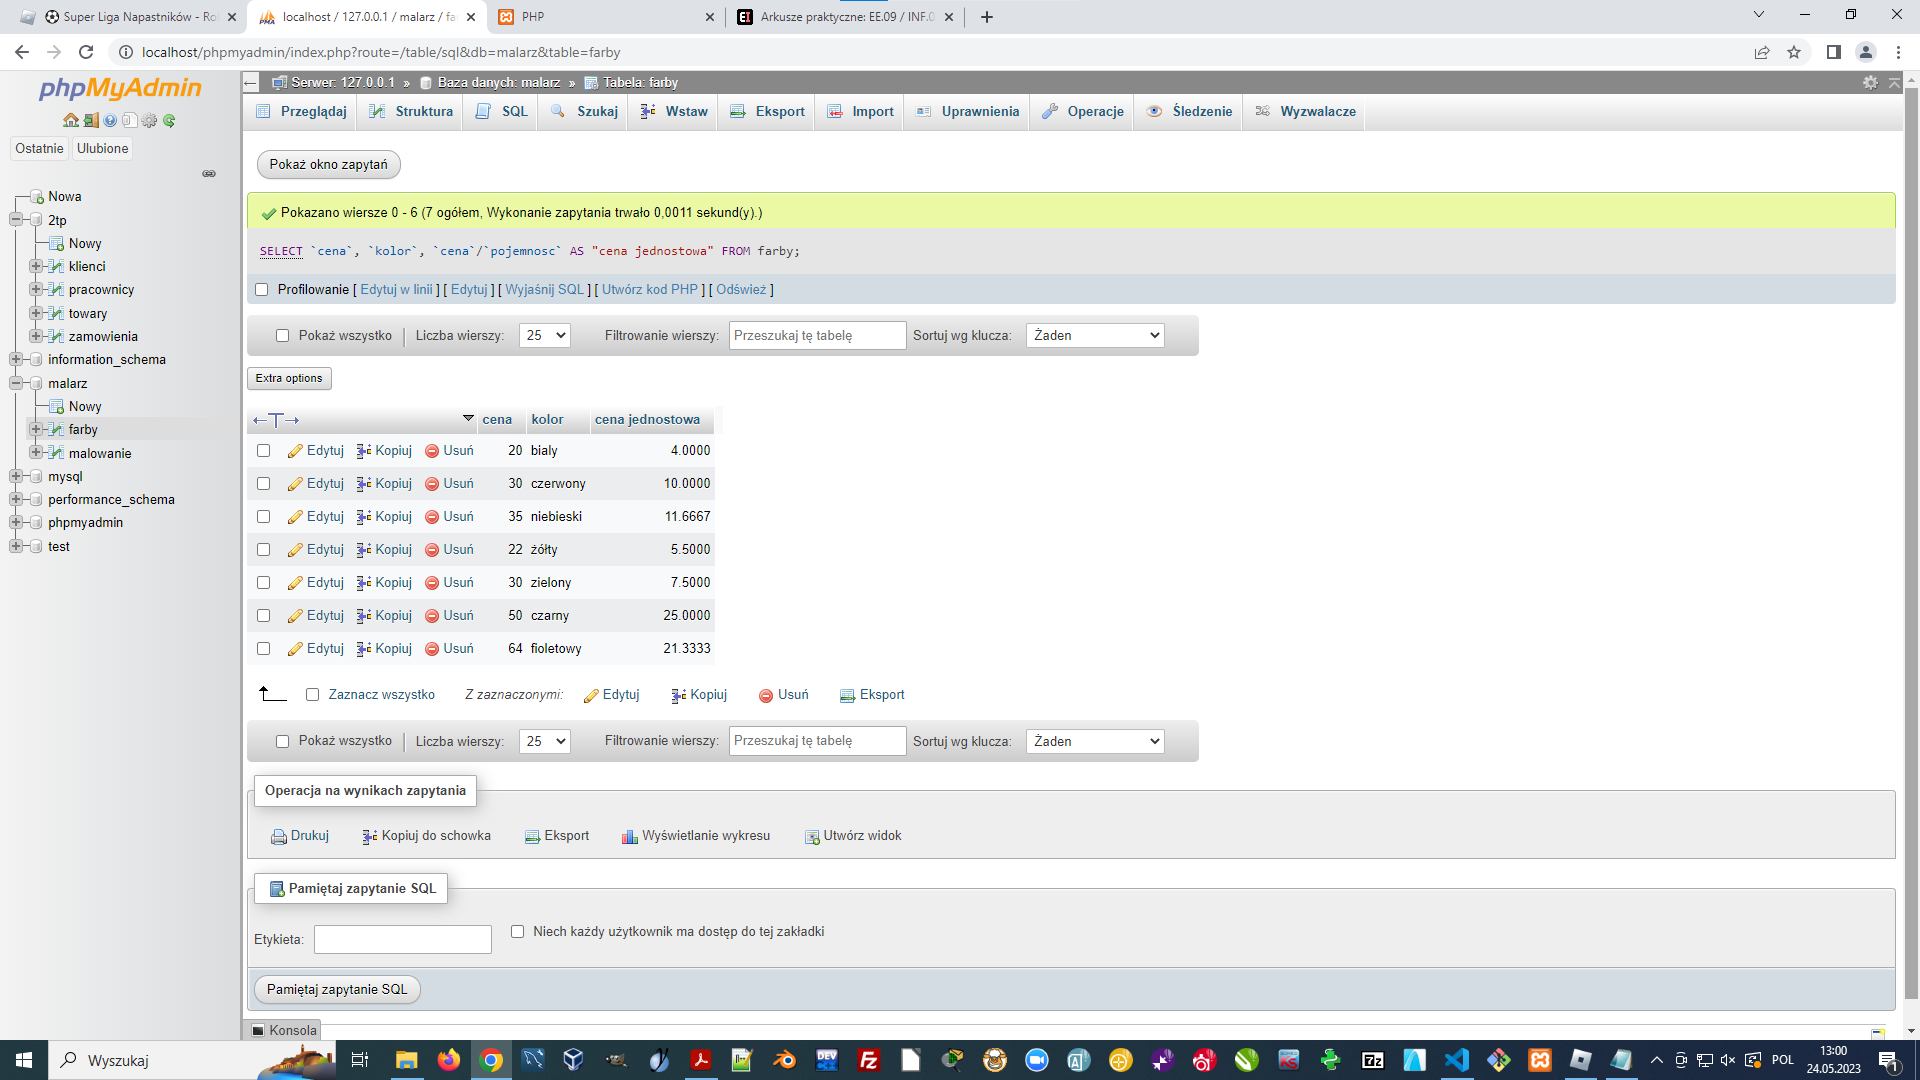 Super Liga Napastników - Rol
localhost / 127.0.0.1 / malarz / fa
PHP
Arkusze praktyczne: EE.09 / INF.0
localhost/phpmyadmin/index.php?route=/table/sql&db=malarz&table=farby
phpMyAdmin
Ostatnie
Ulubione
Nowa
2tp
Nowy
klienci
pracownicy
towary
zamowienia
information_schema
malarz
Nowy
farby
malowanie
mysql
performance_schema
phpmyadmin
test
Serwer: 127.0.0.1 » Baza danych: malarz » Tabela: farby
Przeglądaj Struktura SQL Szukaj Wstaw Eksport Import Uprawnienia Operacje Śledzenie Wyzwalacze
Pokaż okno zapytań
Pokazano wiersze 0 - 6 (7 ogółem, Wykonanie zapytania trwało 0,0011 sekund(y).)
SELECT `cena`, `kolor`, `cena`/`pojemnosc` AS "cena jednostowa" FROM farby;
Profilowanie [ Edytuj w linii ] [ Edytuj ] [ Wyjaśnij SQL ] [ Utwórz kod PHP ] [ Odśwież ]
Pokaż wszystko Liczba wierszy: 25 Filtrowanie wierszy: Przeszukaj tę tabelę Sortuj wg klucza: Żaden
Extra options
←T→ cena kolor cena jednostowa
Edytuj Kopiuj Usuń 20 bialy 4.0000
Edytuj Kopiuj Usuń 30 czerwony 10.0000
Edytuj Kopiuj Usuń 35 niebieski 11.6667
Edytuj Kopiuj Usuń 22 żółty 5.5000
Edytuj Kopiuj Usuń 30 zielony 7.5000
Edytuj Kopiuj Usuń 50 czarny 25.0000
Edytuj Kopiuj Usuń 64 fioletowy 21.3333
Zaznacz wszystko Z zaznaczonymi: Edytuj Kopiuj Usuń Eksport
Pokaż wszystko Liczba wierszy: 25 Filtrowanie wierszy: Przeszukaj tę tabelę Sortuj wg klucza: Żaden
Operacja na wynikach zapytania
Drukuj Kopiuj do schowka Eksport Wyświetlanie wykresu Utwórz widok
Pamiętaj zapytanie SQL
Etykieta: Niech każdy użytkownik ma dostęp do tej zakładki
Pamiętaj zapytanie SQL
Konsola
Wyszukaj
POL
13:00
24.05.2023
1